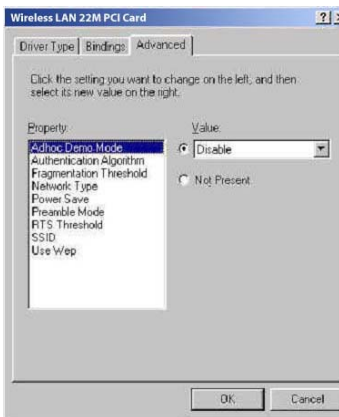 Wireless LAN 22M PCI Card
Driver Type Bindings Advanced
Click the setting you want to change on the left, and then
select its new value on the right.
Property: Value:
Adhoc Demo Mode
Disable
Authentication Algorithm
Fragmentation Threshold
Not Present
Network Type
Power Save
Preamble Mode
RTS Threshold
SSID
Use Wep
OK Cancel